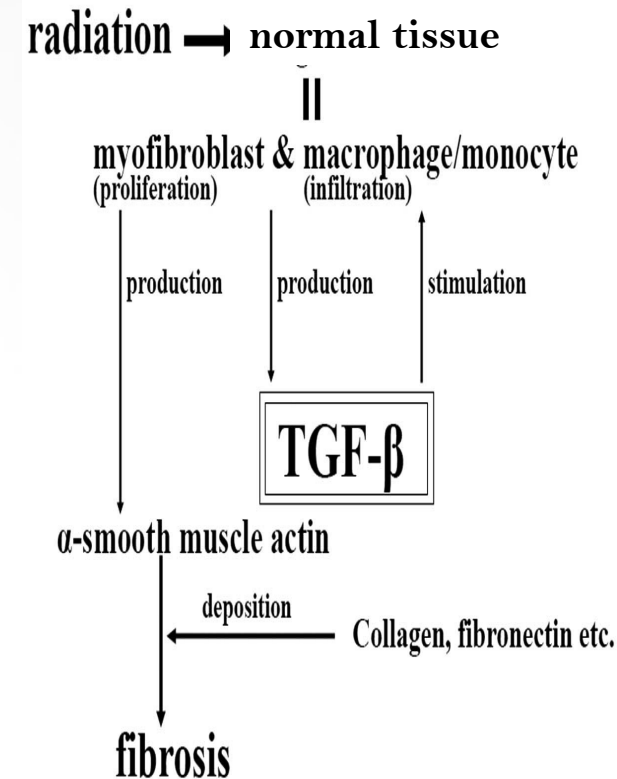 radiation → normal tissue
myofibroblast & macrophage/monocyte
(proliferation) (infiltration)
production production stimulation
TGF-β
α-smooth muscle actin
deposition
Collagen, fibronectin etc.
fibrosis